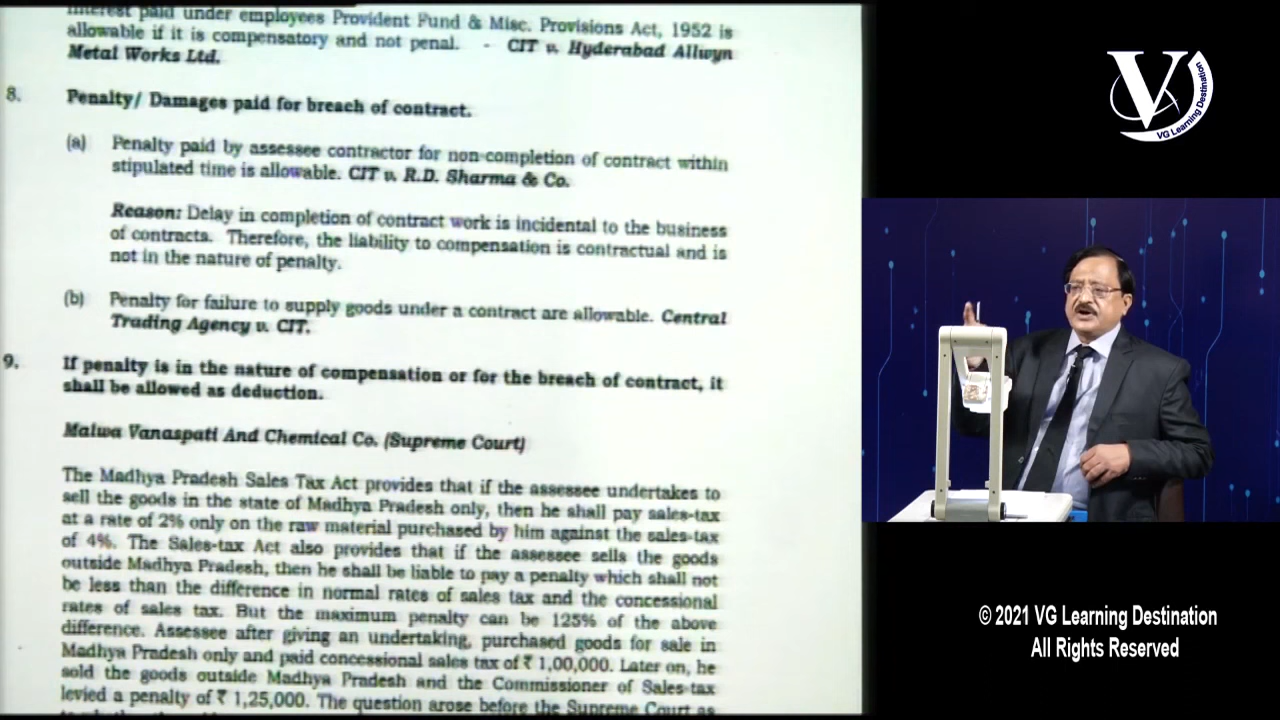 interest paid under employees Provident Fund & Misc. Provisions Act, 1952 is
allowable if it is compensatory and not penal. - CIT v. Hyderabad Allwyn
Metal Works Ltd.
8. Penalty/ Damages paid for breach of contract.
(a) Penalty paid by assessee contractor for non-completion of contract within
stipulated time is allowable. CIT v. R.D. Sharma & Co.
Reason: Delay in completion of contract work is incidental to the business
of contracts. Therefore, the liability to compensation is contractual and is
not in the nature of penalty.
(b) Penalty for failure to supply goods under a contract are allowable. Central
Trading Agency v. CIT.
9. If penalty is in the nature of compensation or for the breach of contract, it
shall be allowed as deduction.
Malwa Vanaspati And Chemical Co. (Supreme Court)
The Madhya Pradesh Sales Tax Act provides that if the assessee undertakes to
sell the goods in the state of Madhya Pradesh only, then he shall pay sales-tax
at a rate of 2% only on the raw material purchased by him against the sales-tax
of 4%. The Sales-tax Act also provides that if the assessee sells the goods
outside Madhya Pradesh, then he shall be liable to pay a penalty which shall not
be less than the difference in normal rates of sales tax and the concessional
rates of sales tax. But the maximum penalty can be 125% of the above
difference. Assessee after giving an undertaking, purchased goods for sale in
Madhya Pradesh only and paid concessional sales tax of ₹ 1,00,000. Later on, he
sold the goods outside Madhya Pradesh and the Commissioner of Sales-tax
levied a penalty of ₹ 1,25,000. The question arose before the Supreme Court as
V
VG Learning Destination
© 2021 VG Learning Destination
All Rights Reserved